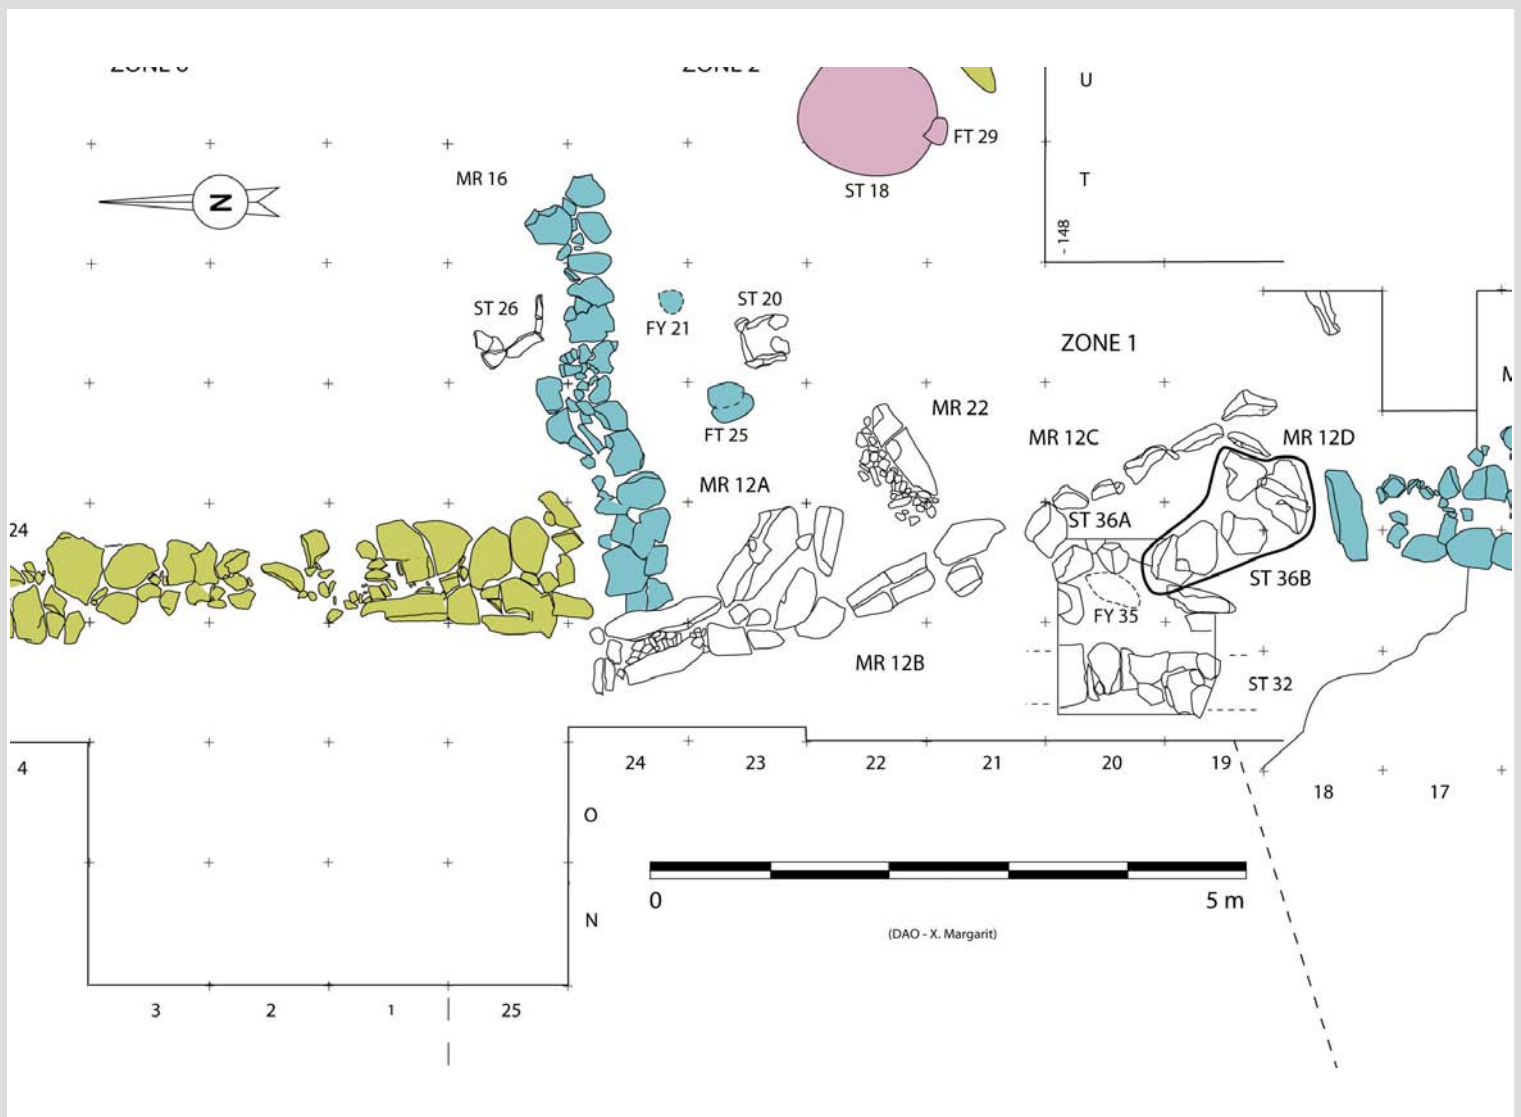 U
FT 29
T
ST 18
MR 16
N
-148
ST 26
ST 20
FY 21
ZONE 1
MR 22
FT 25
MR 12C
MR 12D
MR 12A
24
ST 36A
ST 36B
FY 35
MR 12B
ST 32
4
24 23 22 21 20 19
18 17
O
0 5 m
N
(DAO - X. Margarit)
3 2 1 25